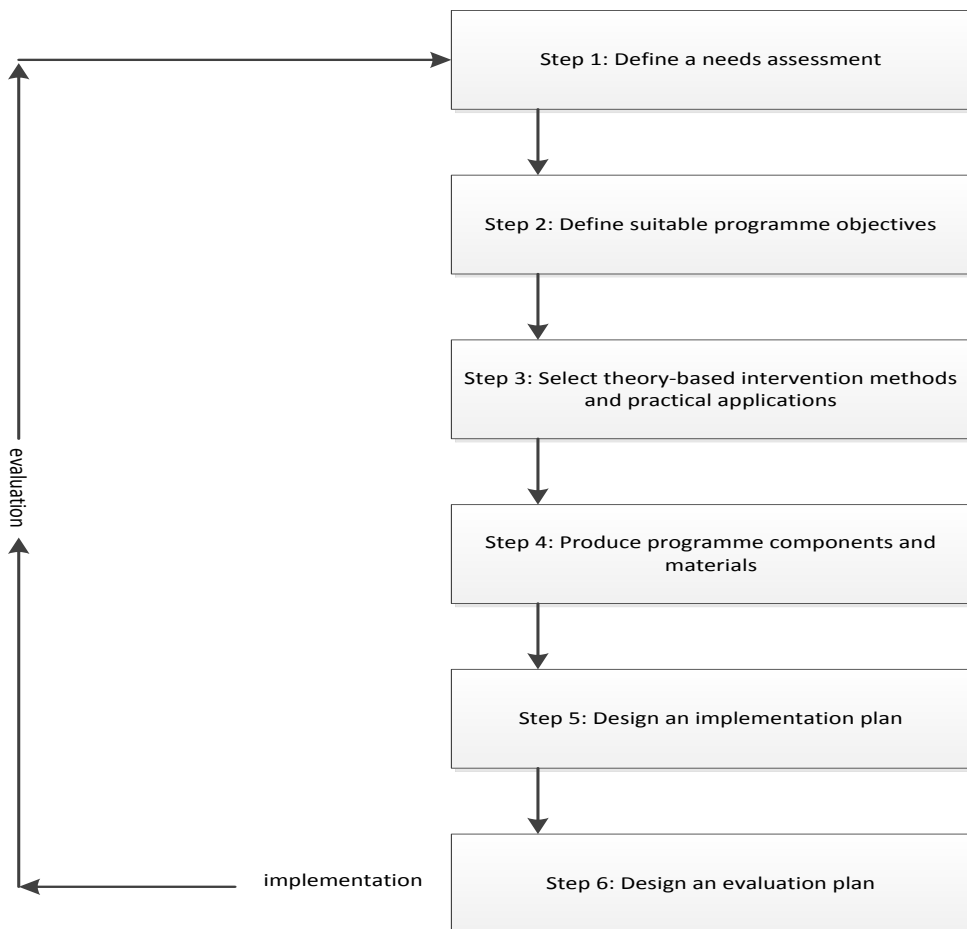 Step 1: Define a needs assessment
Step 2: Define suitable programme objectives
Step 3: Select theory-based intervention methods
and practical applications
Step 4: Produce programme components and
materials
Step 5: Design an implementation plan
Step 6: Design an evaluation plan
implementation
evaluation